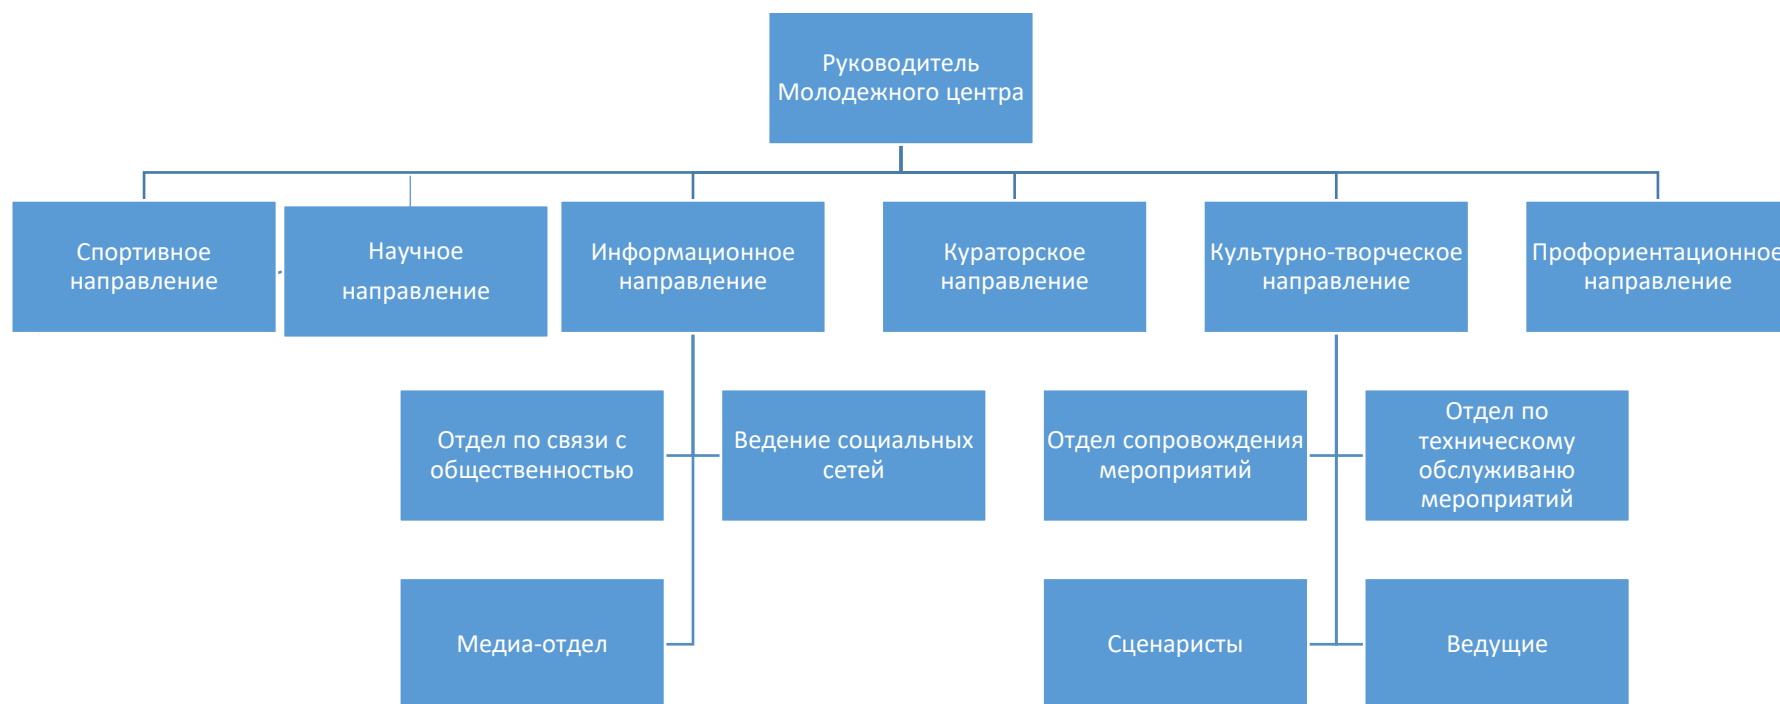 Руководитель
Молодежного центра
Спортивное
направление
Научное
направление
Информационное
направление
Кураторское
направление
Культурно-творческое
направление
Профориентационное
направление
Отдел по связи с
общественностью
Ведение социальных
сетей
Отдел сопровождения
мероприятий
Отдел по
техническому
обслуживаню
мероприятий
Медиа-отдел
Сценаристы
Ведущие